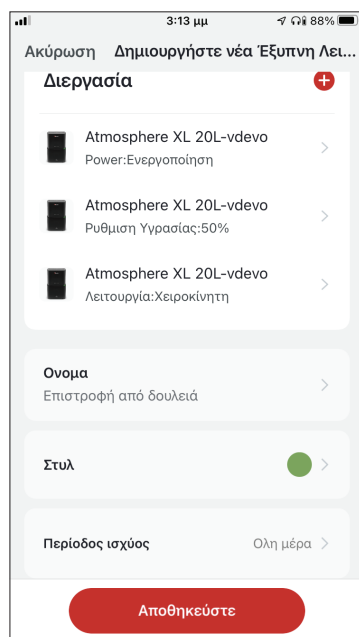 3:13 μμ
88%
Ακύρωση Δημιουργήστε νέα Έξυπνη Λει...
Διεργασία
Atmosphere XL 20L-vdevo
Power:Ενεργοποίηση
Atmosphere XL 20L-vdevo
Ρυθμιση Υγρασίας:50%
Atmosphere XL 20L-vdevo
Λειτουργία:Χειροκίνητη
Ονομα
Επιστροφή από δουλειά
Στυλ
Περίοδος ισχύος Ολη μέρα
Αποθηκεύστε